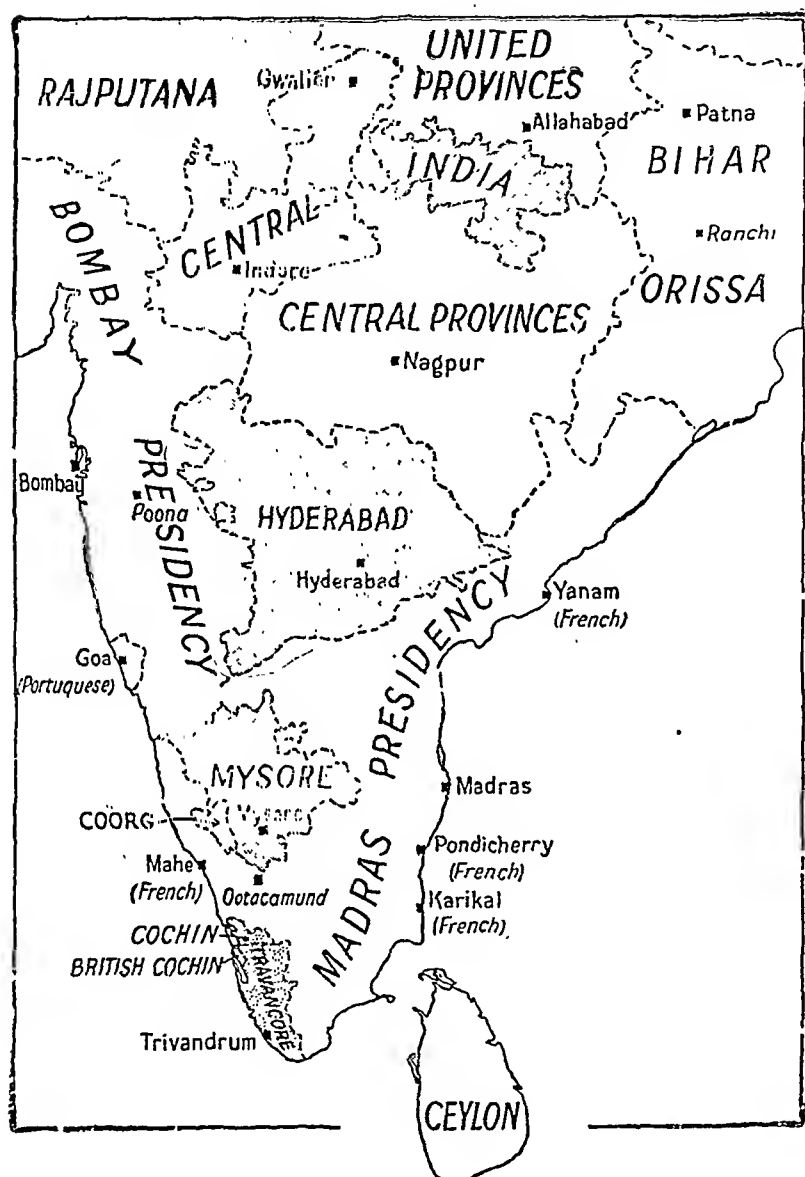 UNITED
PROVINCES
RAJPUTANA
Gwalior
Allahabad
Patna
BIHAR
INDIA
BOMBAY
CENTRAL
Indore
Ranchi
ORISSA
CENTRAL PROVINCES
Nagpur
PRESIDENCY
Bombay
Poona
HYDERABAD
Hyderabad
Yanam
(French)
Goa
(Portuguese)
MADRAS PRESIDENCY
MYSORE
Madras
COORG
Mysore
Mahe
(French)
Pondicherry
(French)
Ootacamund
Karikal
(French)
COCHIN
BRITISH COCHIN
TRAVANCORE
Trivandrum
CEYLON